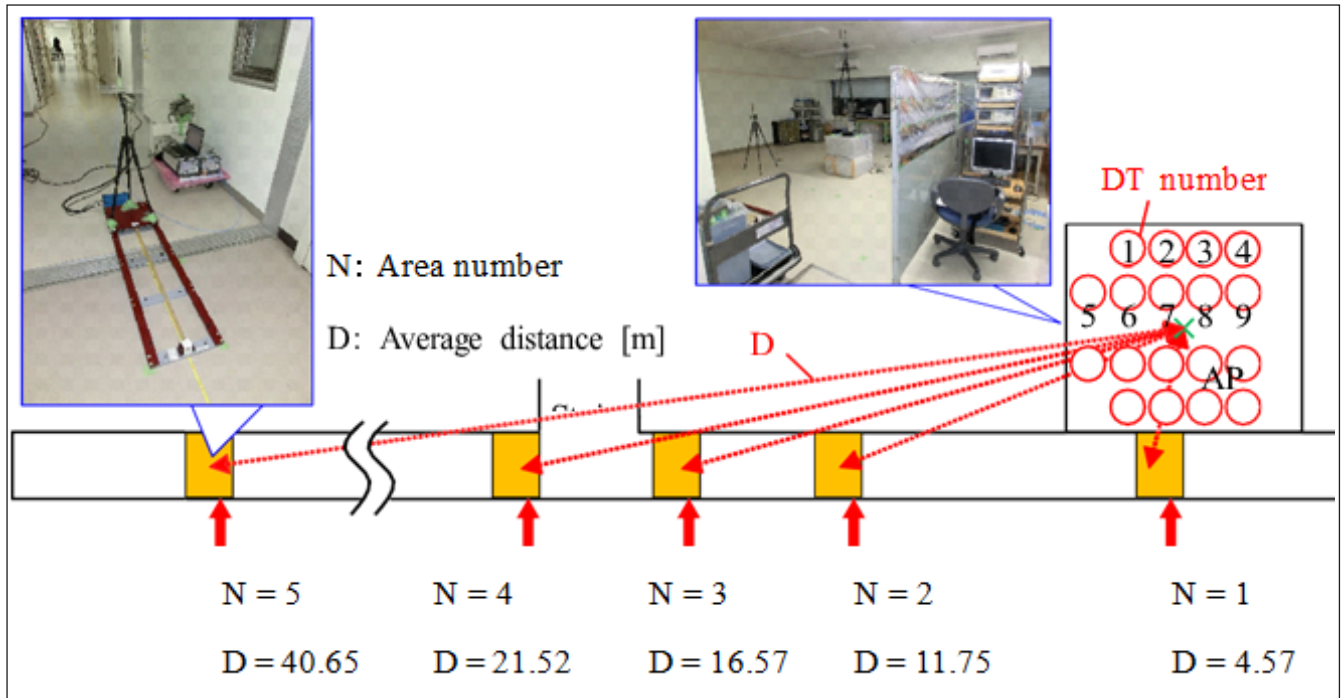 DT number
1 2 3 4
N: Area number
5 6 7 8 9
D: Average distance [m]
D
AP
N = 5
N = 4
N = 3
N = 2
N = 1
D = 40.65
D = 21.52
D = 16.57
D = 11.75
D = 4.57